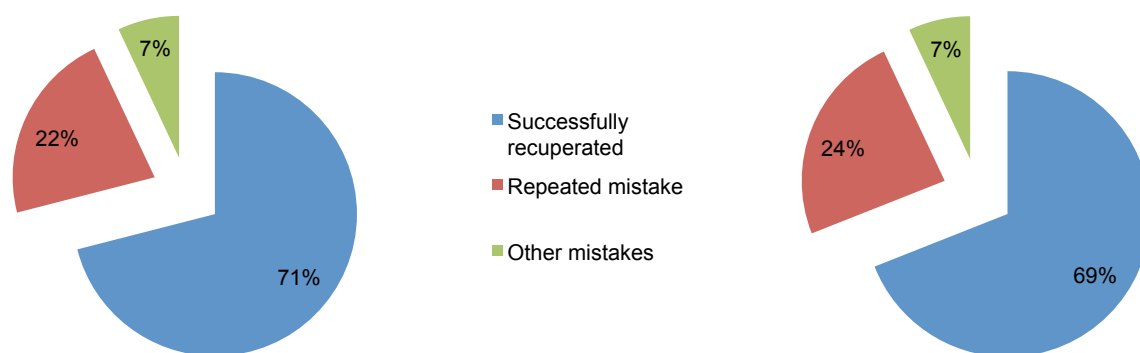 7%
22%
71%
Successfully
recuperated
Repeated mistake
Other mistakes
7%
24%
69%